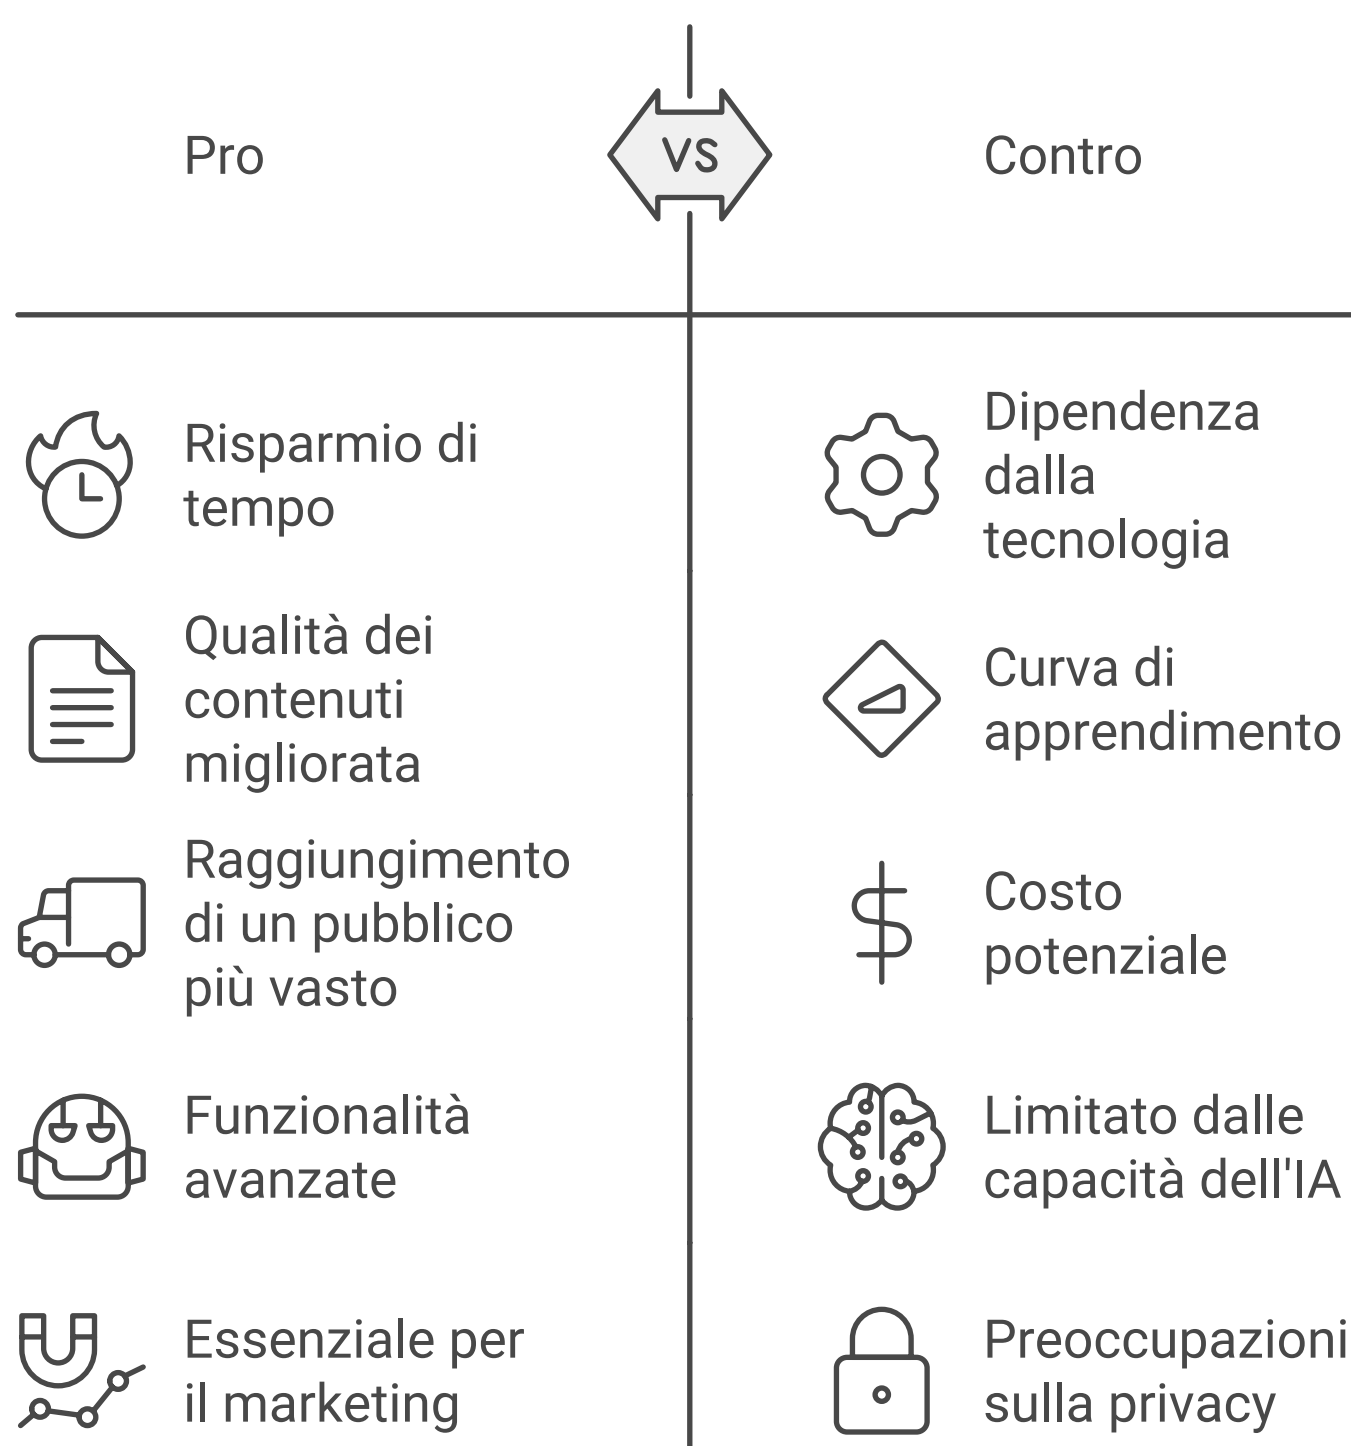 Pro
VS
Contro
Risparmio di
tempo
Dipendenza
dalla
tecnologia
Qualità dei
contenuti
migliorata
Curva di
apprendimento
Raggiungimento
di un pubblico
più vasto
Costo
potenziale
Funzionalità
avanzate
Limitato dalle
capacità dell'IA
Essenziale per
il marketing
Preoccupazioni
sulla privacy